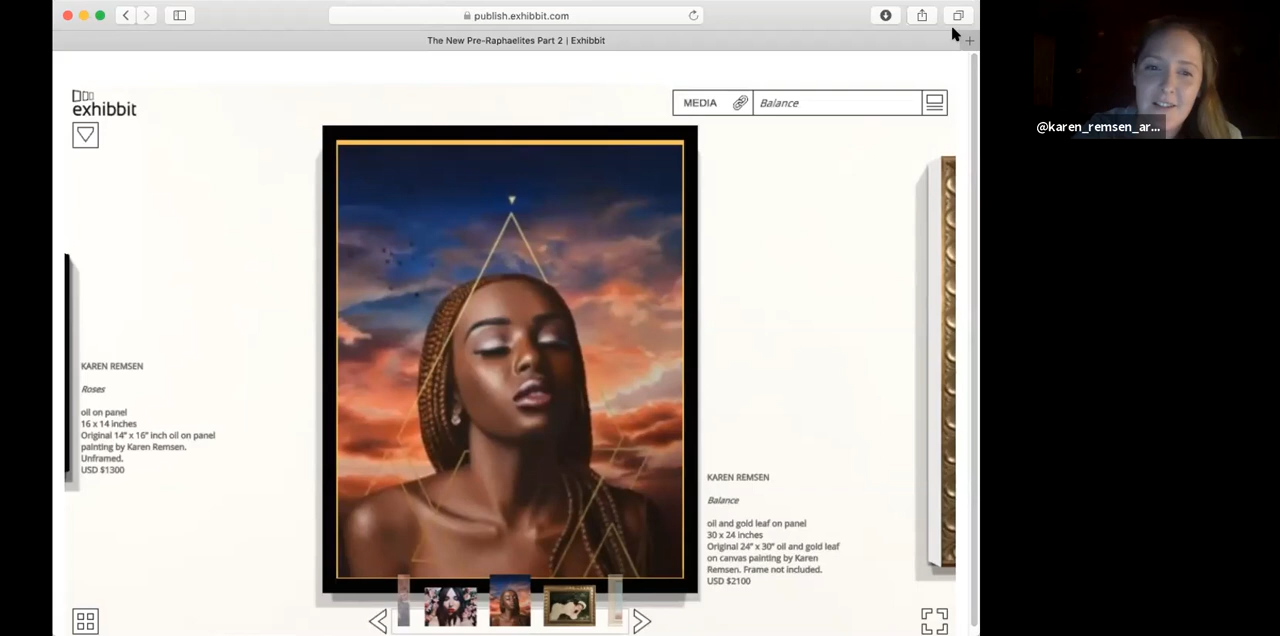 publish.exhibbit.com
The New Pre-Raphaelites Part 2 | Exhibbit
exhibbit
MEDIA
Balance
@karen_remsen_ar...
KAREN REMSEN
Roses
oil on panel
16 x 14 inches
Original 14" x 16" inch oil on panel
painting by Karen Remsen.
Unframed.
USD $1300
KAREN REMSEN
Balance
oil and gold leaf on panel
30 x 24 inches
Original 24" x 30" oil and gold leaf
on canvas painting by Karen
Remsen. Frame not included.
USD $2100